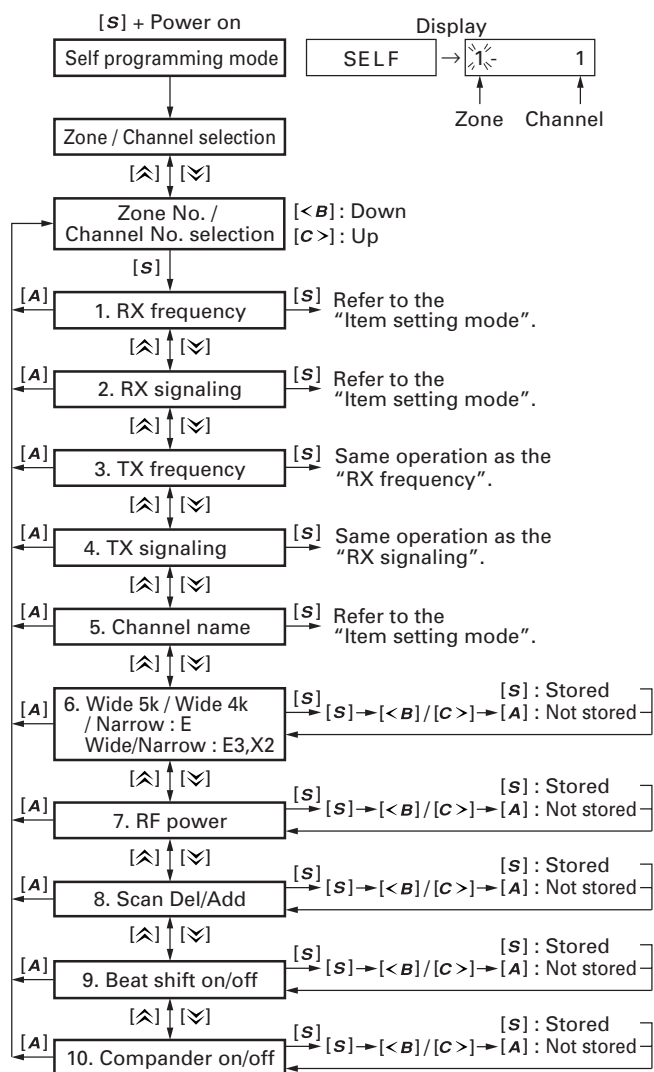 [S] + Power on
Self programming mode
Display
SELF → 1- 1
Zone Channel
Zone / Channel selection
[︽] [︾]
Zone No. /
Channel No. selection
[<B] : Down
[C>] : Up
[S]
[A] 1. RX frequency [S] Refer to the
"Item setting mode".
[︽] [︾]
[A] 2. RX signaling [S] Refer to the
"Item setting mode".
[︽] [︾]
[A] 3. TX frequency [S] Same operation as the
"RX frequency".
[︽] [︾]
[A] 4. TX signaling [S] Same operation as the
"RX signaling".
[︽] [︾]
[A] 5. Channel name [S] Refer to the
"Item setting mode".
[︽] [︾]
[A] 6. Wide 5k / Wide 4k
/ Narrow : E
Wide/Narrow : E3,X2
[S] [S]→[<B]/[C>]→[A] : Not stored
[S] : Stored
[︽] [︾]
[A] 7. RF power [S] [S]→[<B]/[C>]→[A] : Not stored
[S] : Stored
[︽] [︾]
[A] 8. Scan Del/Add [S] [S]→[<B]/[C>]→[A] : Not stored
[S] : Stored
[︽] [︾]
[A] 9. Beat shift on/off [S] [S]→[<B]/[C>]→[A] : Not stored
[S] : Stored
[︽] [︾]
[A] 10. Compander on/off [S] [S]→[<B]/[C>]→[A] : Not stored
[S] : Stored